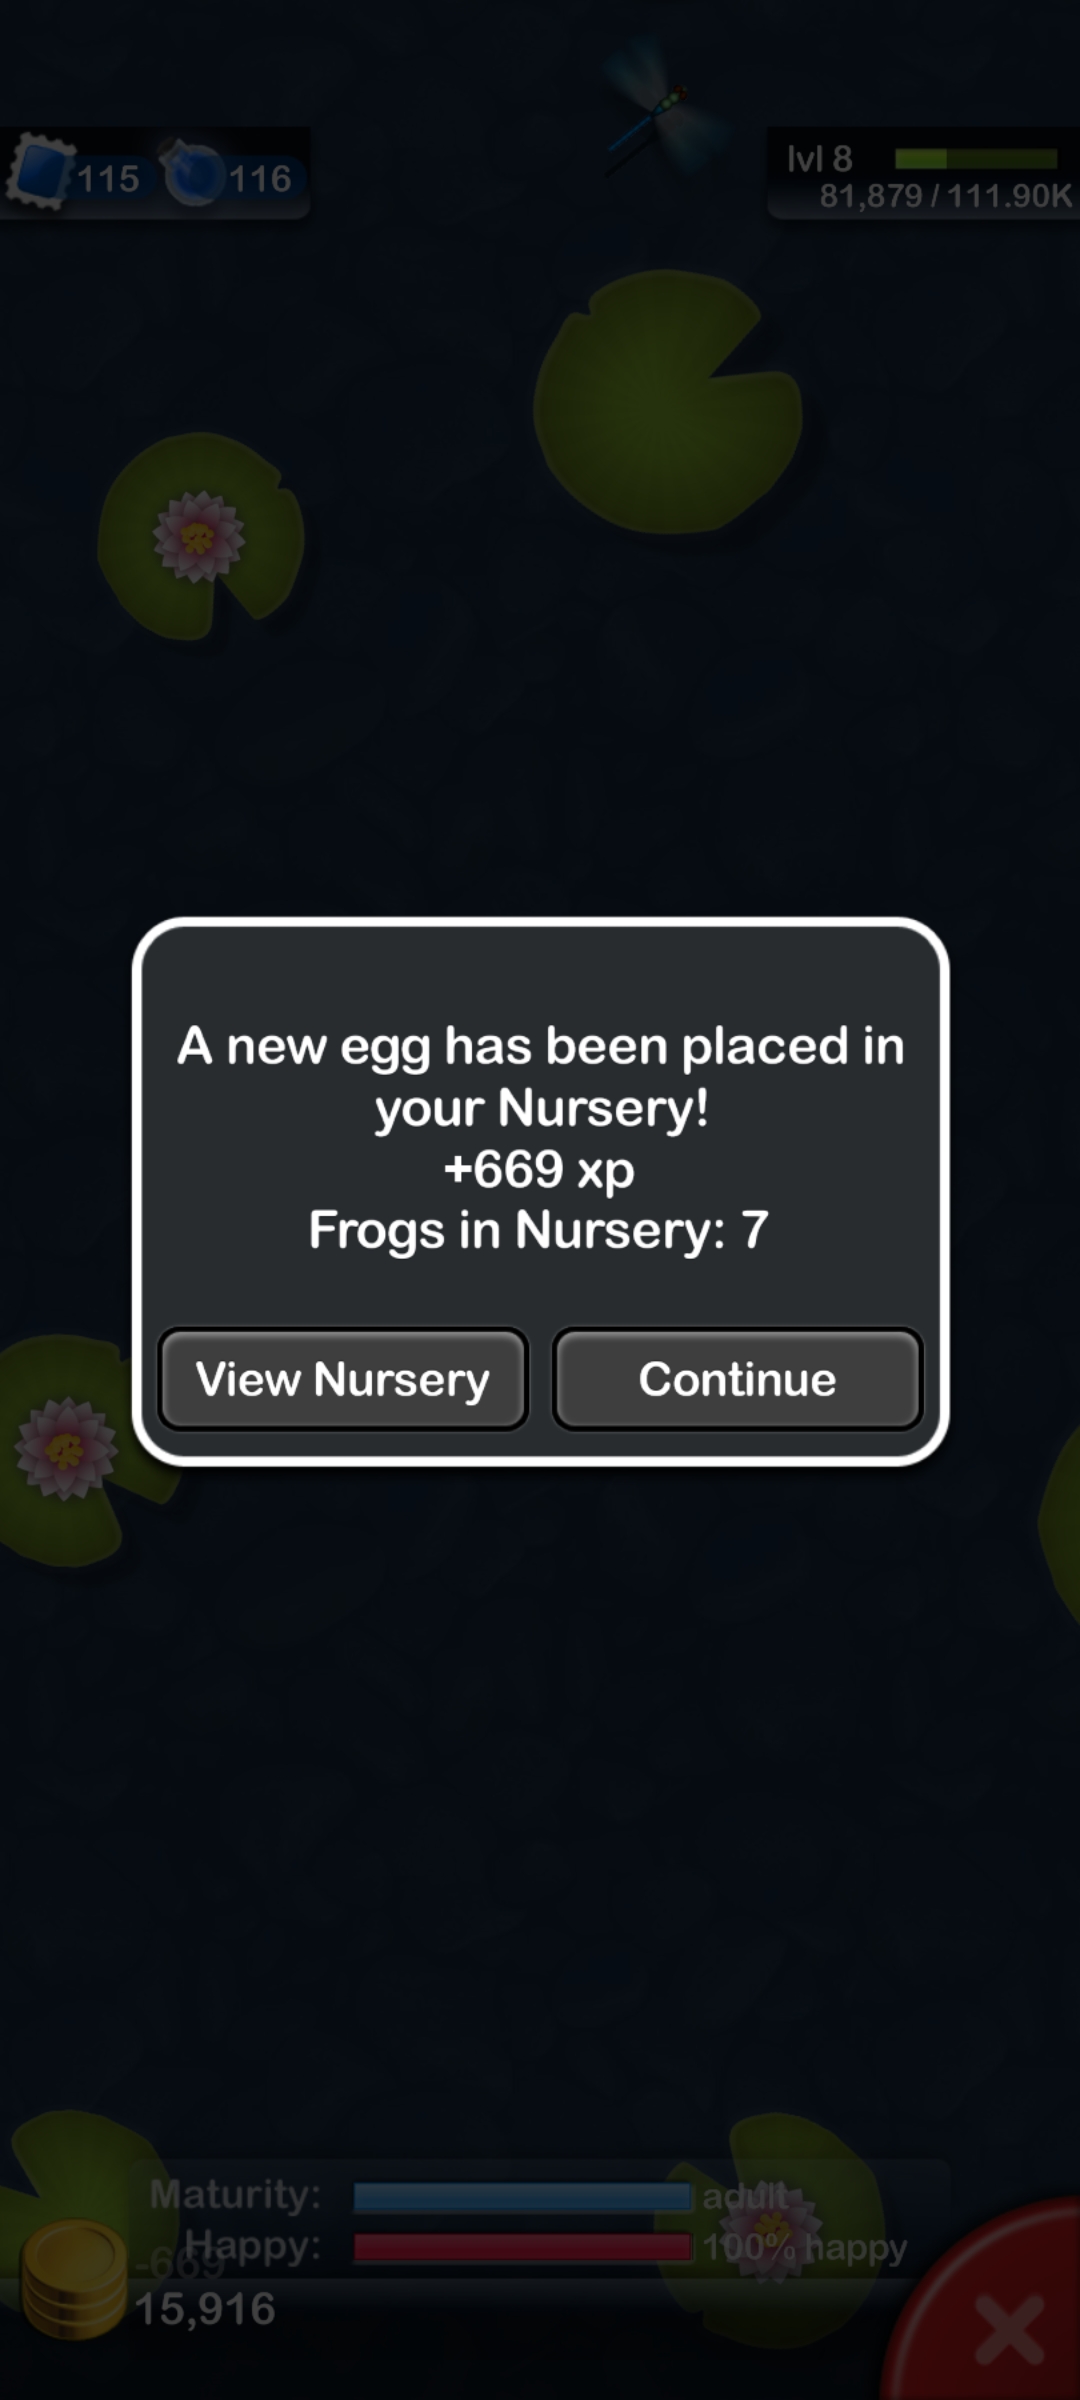 115 116
lvl 8
81,879 / 111.90K
A new egg has been placed in
your Nursery!
+669 xp
Frogs in Nursery: 7
View Nursery Continue
Maturity: adult
Happy: 100% happy
-669
15,916